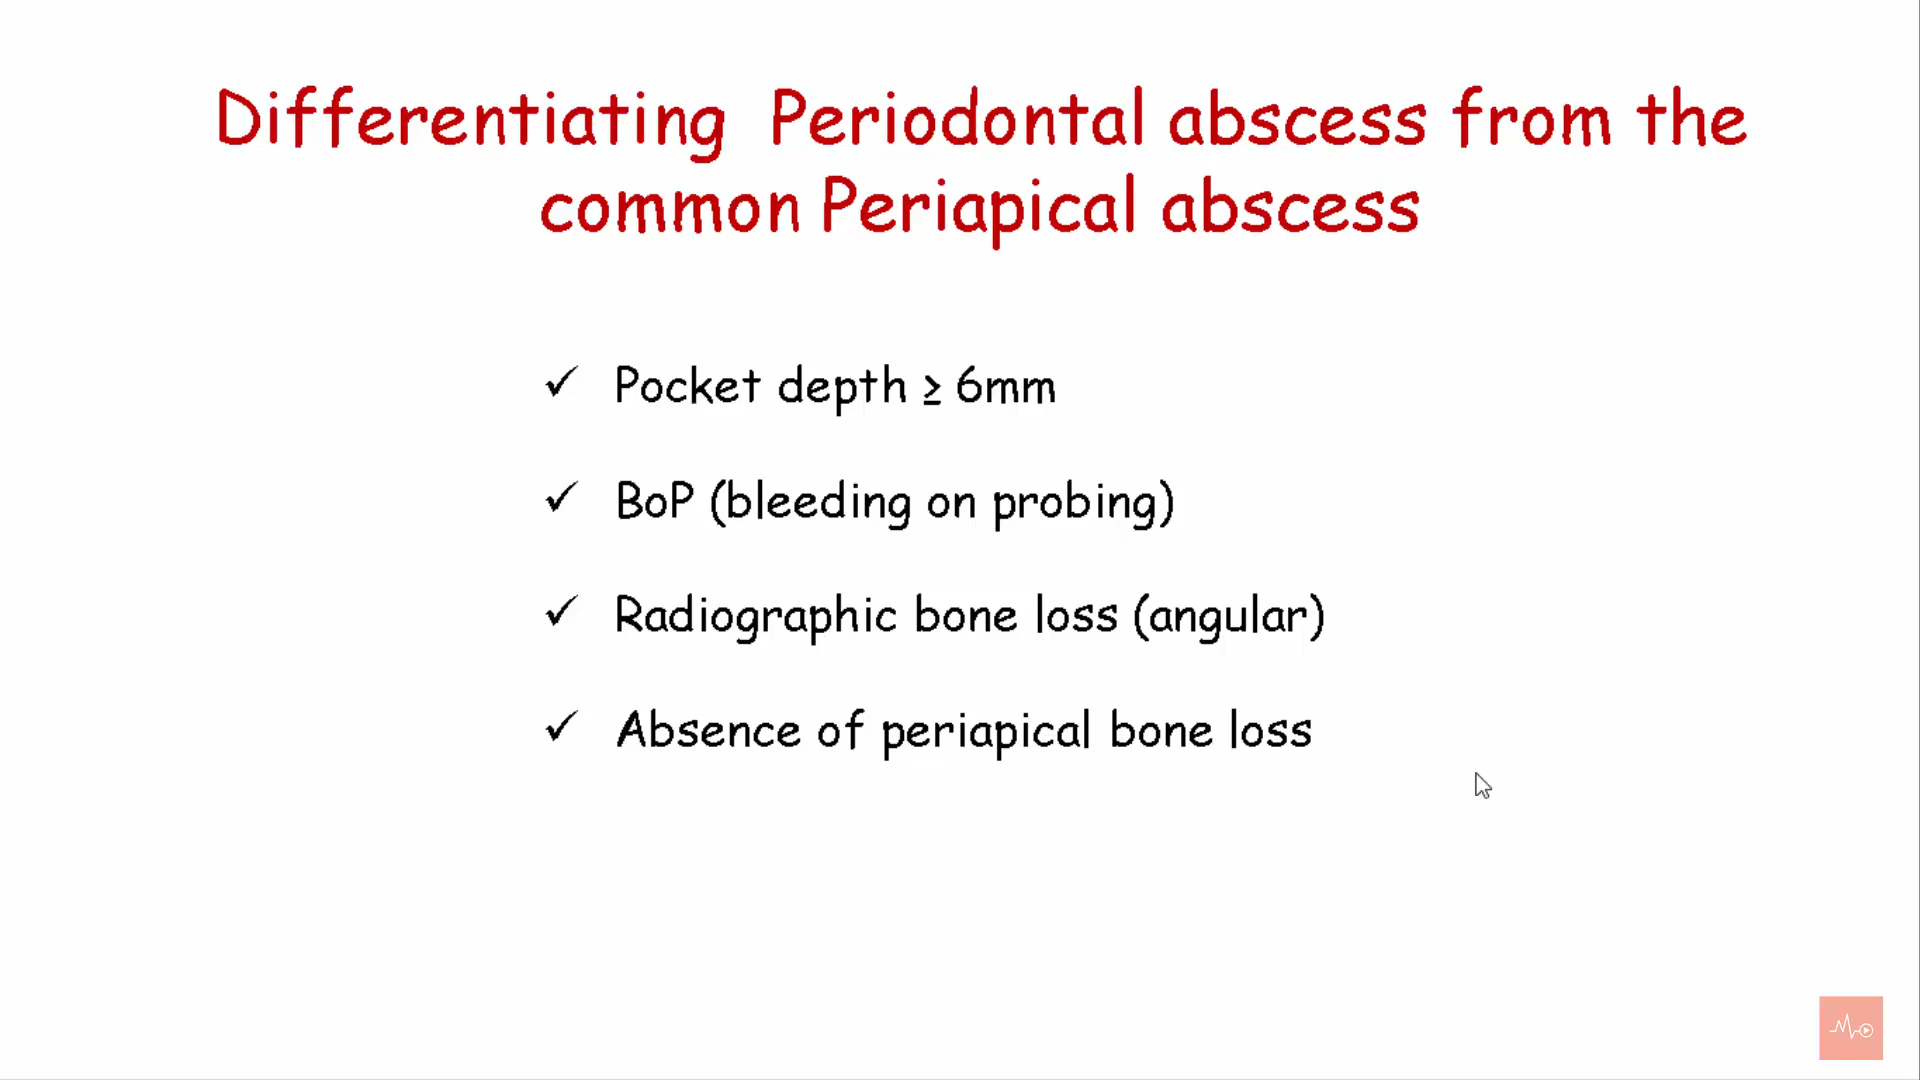 Differentiating Periodontal abscess from the
common Periapical abscess
✓ Pocket depth ≥ 6mm
✓ BoP (bleeding on probing)
✓ Radiographic bone loss (angular)
✓ Absence of periapical bone loss